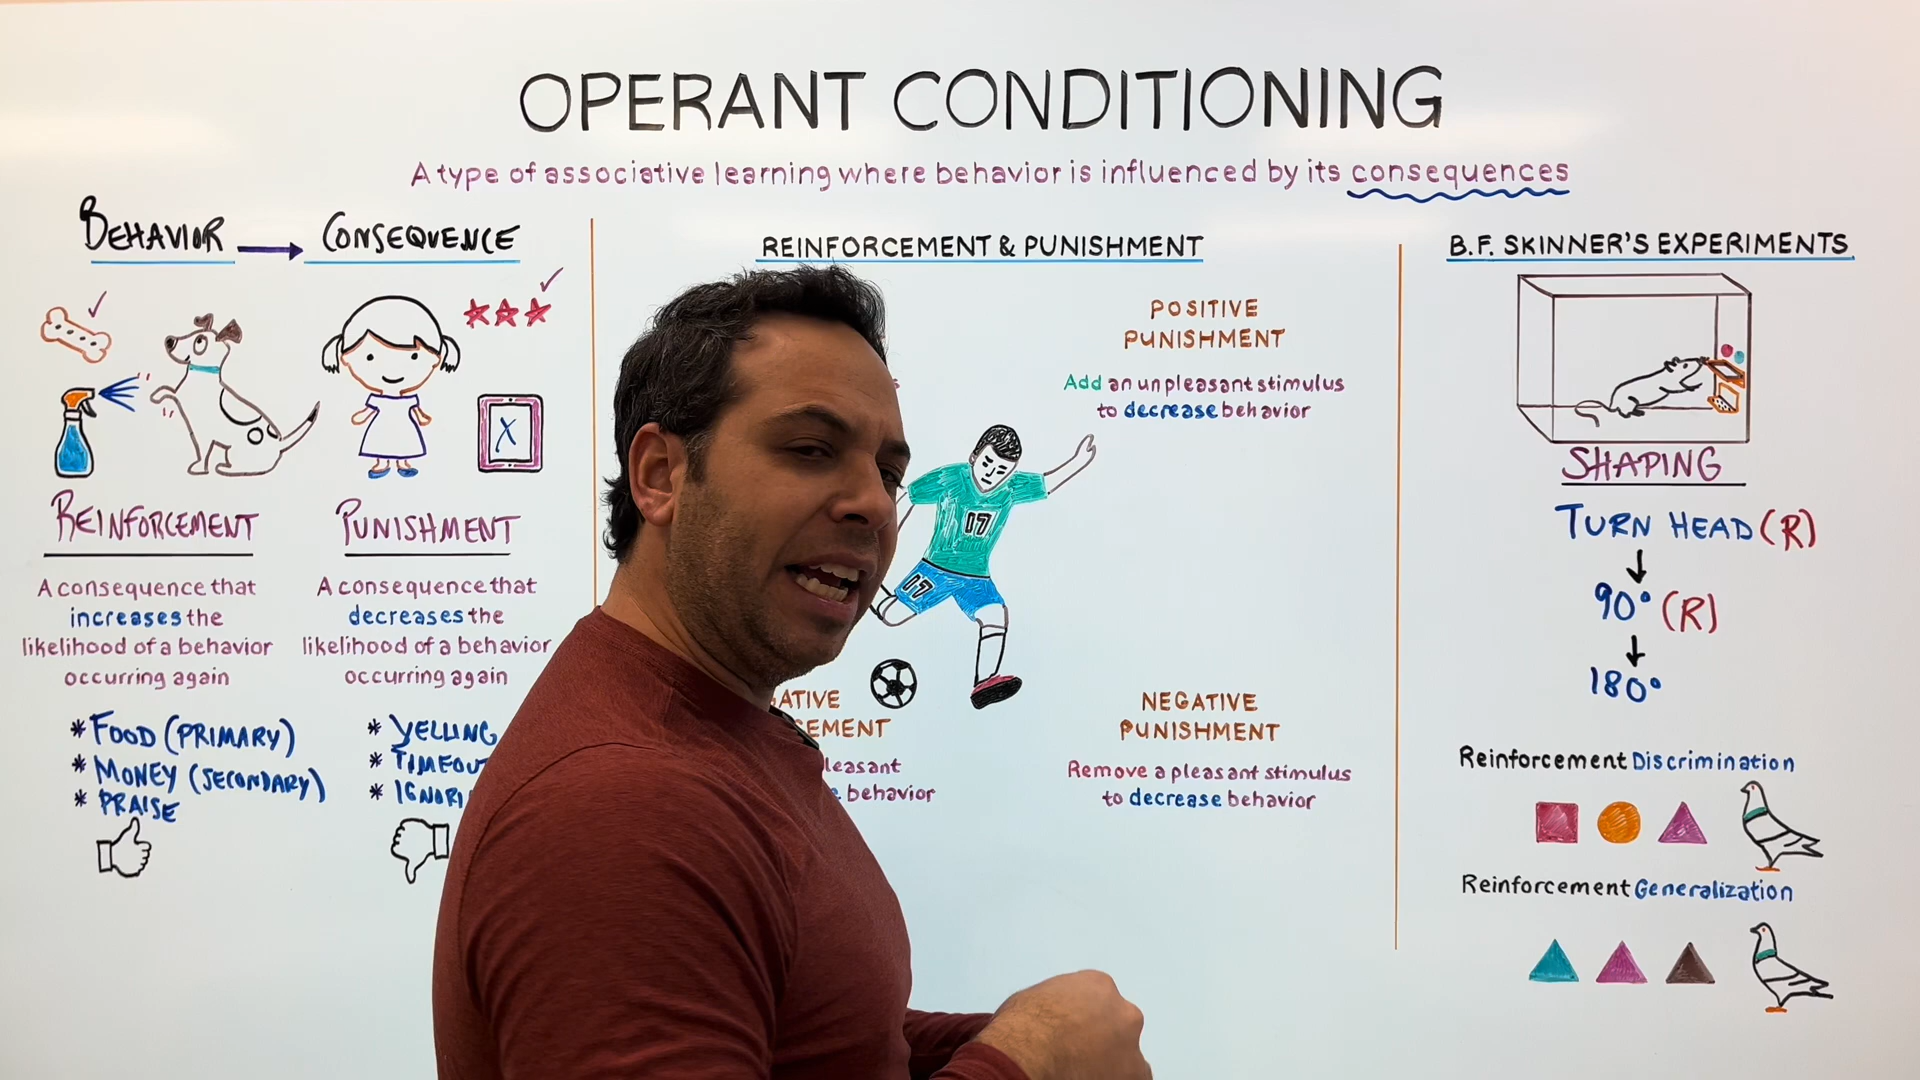 OPERANT CONDITIONING
A type of associative learning where behavior is influenced by its consequences
BEHAVIOR
CONSEQUENCE
X
REINFORCEMENT
A consequence that
increases the
likelihood of a behavior
occurring again
* FOOD (PRIMARY)
* MONEY (SECONDARY)
* PRAISE
PUNISHMENT
A consequence that
decreases the
likelihood of a behavior
occurring again
* YELLING
* TIMEOUT
REINFORCEMENT & PUNISHMENT
POSITIVE
PUNISHMENT
Add an unpleasant stimulus
to decrease behavior
17
17
behavior
NEGATIVE
PUNISHMENT
Remove a pleasant stimulus
to decrease behavior
B.F. SKINNER'S EXPERIMENTS
SHAPING
TURN HEAD (R)
90° (R)
180°
Reinforcement Discrimination
Reinforcement Generalization